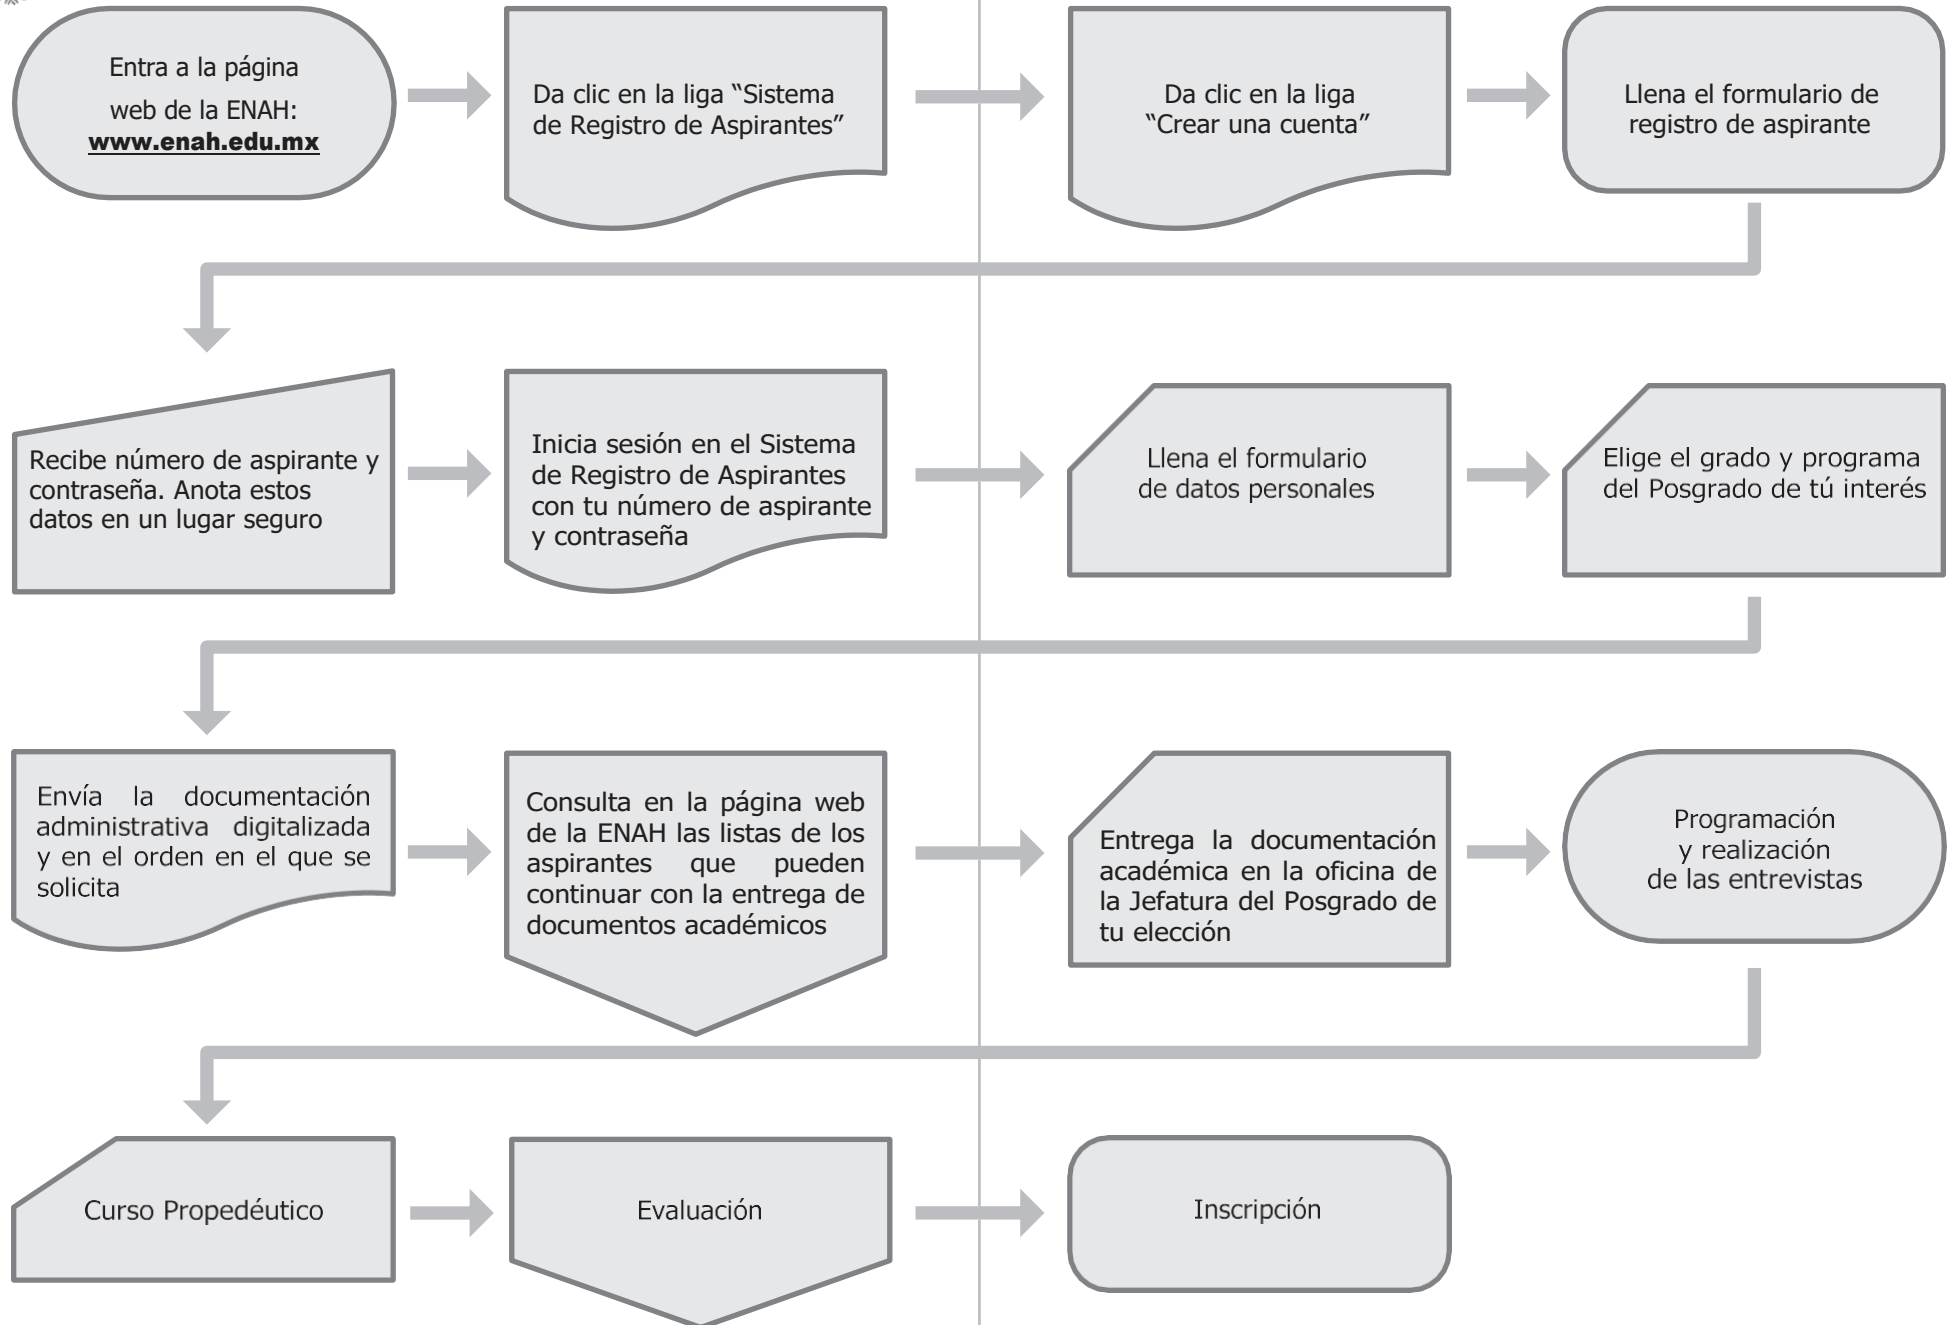 Entra a la página
web de la ENAH:
www.enah.edu.mx
Da clic en la liga “Sistema
de Registro de Aspirantes”
Da clic en la liga
“Crear una cuenta”
Llena el formulario de
registro de aspirante
Recibe número de aspirante y
contraseña. Anota estos
datos en un lugar seguro
Inicia sesión en el Sistema
de Registro de Aspirantes
con tu número de aspirante
y contraseña
Llena el formulario
de datos personales
Elige el grado y programa
del Posgrado de tú interés
Envía la documentación
administrativa digitalizada
y en el orden en el que se
solicita
Consulta en la página web
de la ENAH las listas de los
aspirantes que pueden
continuar con la entrega de
documentos académicos
Entrega la documentación
académica en la oficina de
la Jefatura del Posgrado de
tu elección
Programación
y realización
de las entrevistas
Curso Propedéutico
Evaluación
Inscripción